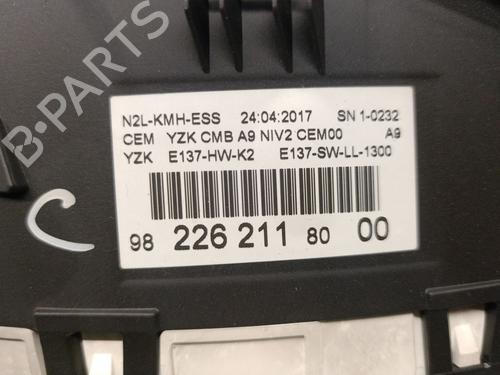 B-PARTS
N2L-KMH-ESS 24:04:2017 SN 1-0232
CEM YZK CMB A9 NIV2 CEM00 A9
YZK E137-HW-K2 E137-SW-LL-1300
98 226 211 80 00
C